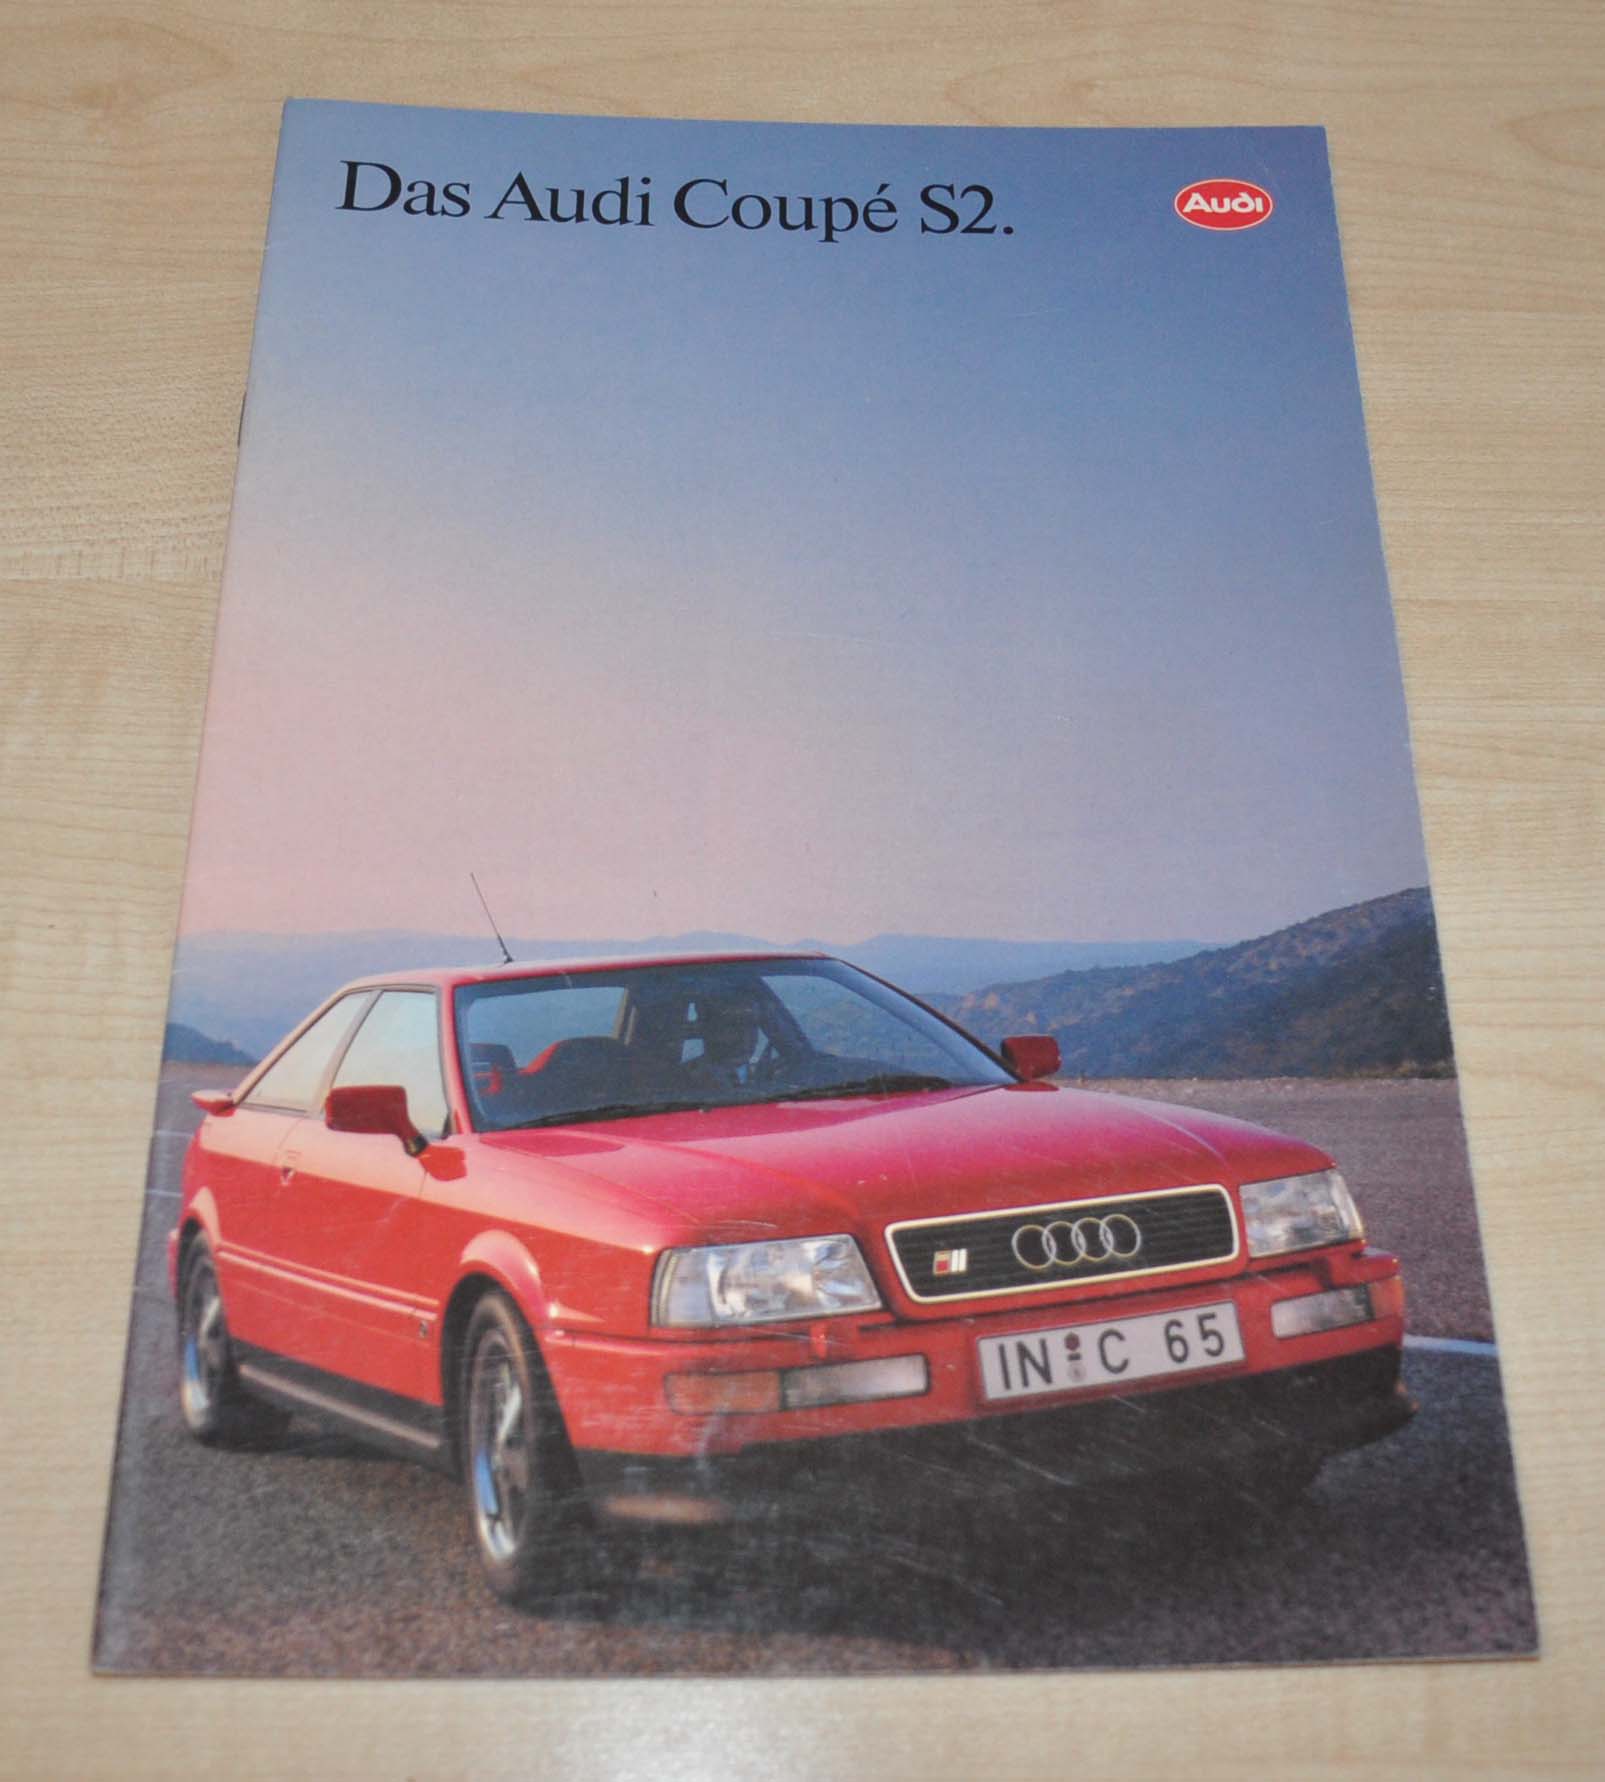 Das Audi Coupé S2.
Audi
IN C 65